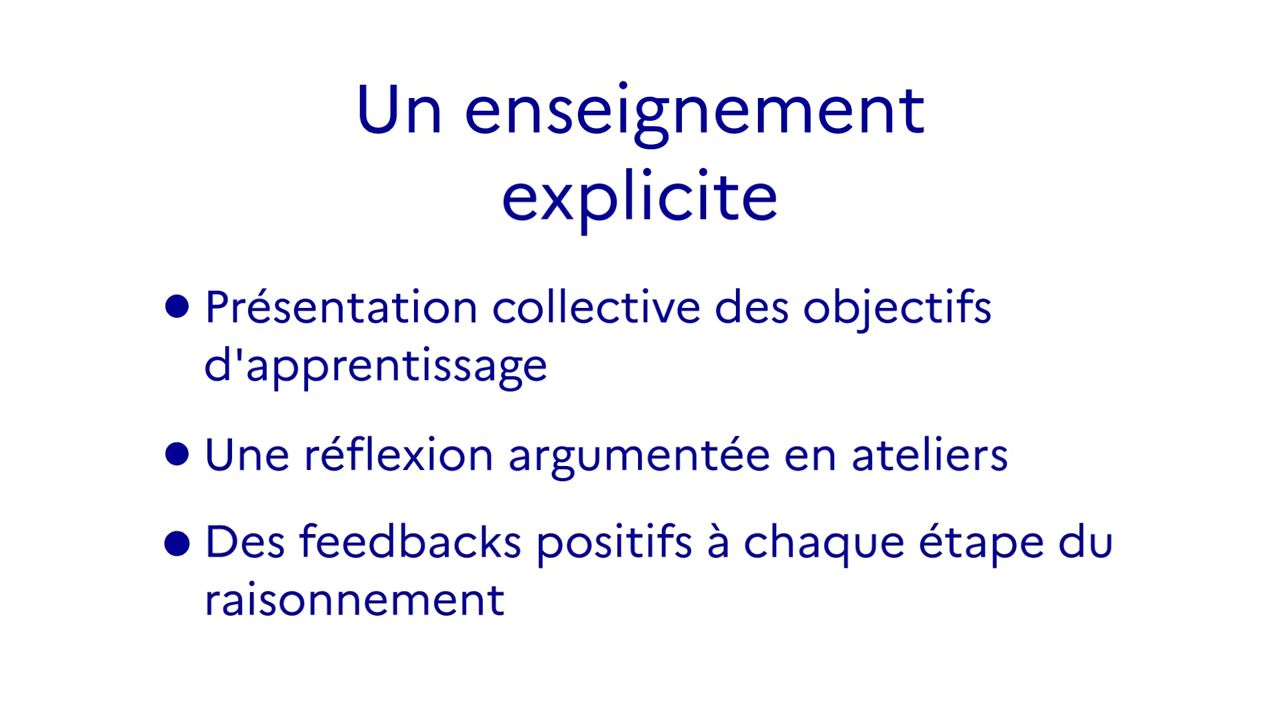 Un enseignement
explicite
● Présentation collective des objectifs
d'apprentissage
● Une réflexion argumentée en ateliers
● Des feedbacks positifs à chaque étape du
raisonnement